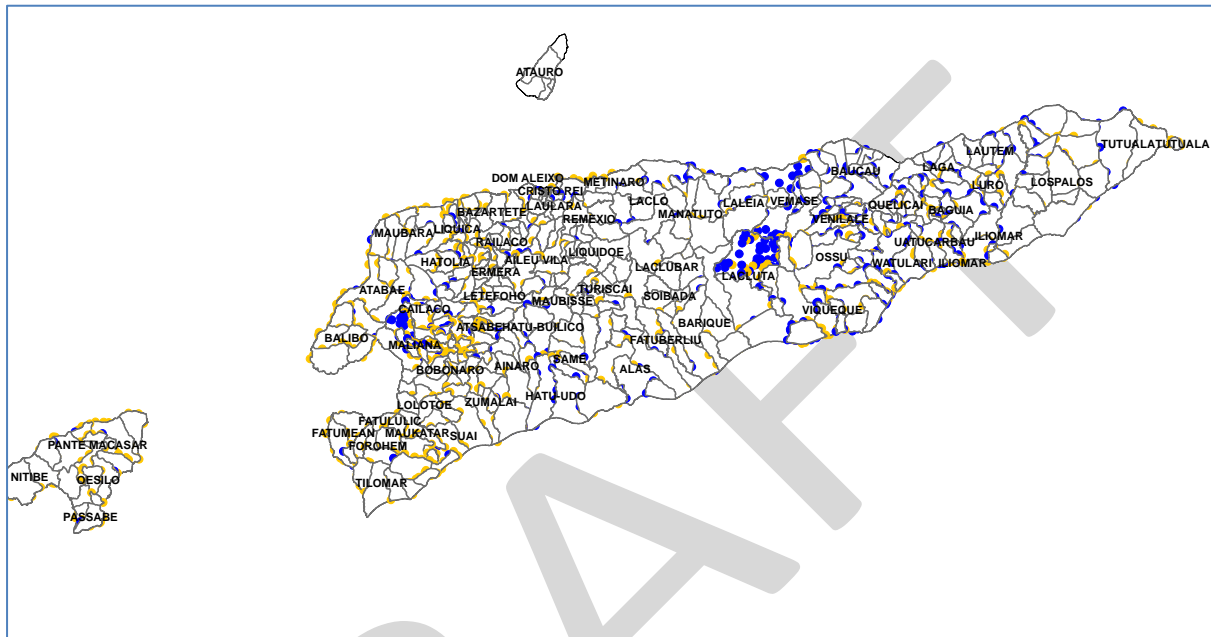 ATAURO
TUTUALATUTUALA
LAUTEM
BAUCAU
LAGA
DOM ALEIXO
METINARO
LURO
LOSPALOS
CRISTO REI
LACLO
LALEIA
VEMASE
QUELICAI
BAGUIA
BAZARTETE
LAULARA
REMEXIO
MANATUTO
VENILALE
MAUBARA
LIQUICA
RAILACO
LIQUIDOE
UATUCARBAU
ILIOMAR
HATOLIA
AILEU VILA
LACLUBAR
OSSU
WATULARI
ILIOMAR
ERMERA
LACLUTA
ATABAE
LETEFOHO
MAUBISSE
TURISCAI
SOIBADA
CAILACO
VIQUEQUE
ATSABEHATU-BUILICO
BARIQUE
BALIBO
MALIANA
FATUBERLIU
BOBONARO
AINARO
SAME
ALAS
LOLOTOE
ZUMALAI
HATU-UDO
FATULULIC
FATUMEAN
MAUKATAR
SUAI
FOROHEM
TILOMAR
PANTE MACASAR
NITIBE
OESILO
PASSABE
DRAFT